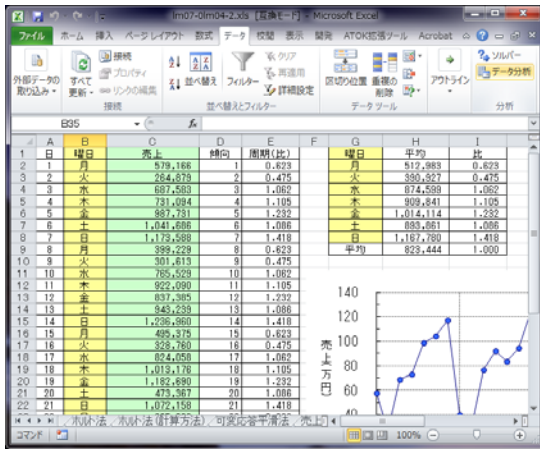 lm07-0lm04-2.xls [互換モード] - Microsoft Excel
ファイル ホーム 挿入 ページレイアウト 数式 データ 校閲 表示 開発 ATOK拡張ツール Acrobat
外部データの取り込み すべて更新 接続 プロパティ リンクの編集 並べ替え フィルター クリア 再適用 詳細設定 区切り位置 重複の削除 アウトライン ソルバー データ分析
接続 並べ替えとフィルター データツール 分析
B35 fx
A B C D E F G H I
1 日 曜日 売上 傾向 周期(比) 曜日 平均 比
2 1 月 579,166 1 0.623 月 512,983 0.623
3 2 火 264,879 2 0.475 火 390,927 0.475
4 3 水 687,583 3 1.062 水 874,599 1.062
5 4 木 731,094 4 1.105 木 909,841 1.105
6 5 金 987,731 5 1.232 金 1,014,114 1.232
7 6 土 1,041,686 6 1.086 土 893,861 1.086
8 7 日 1,179,588 7 1.418 日 1,167,780 1.418
9 8 月 399,229 8 0.623 平均 823,444 1.000
10 9 火 301,613 9 0.475
11 10 水 765,529 10 1.062
12 11 木 922,090 11 1.105
13 12 金 837,385 12 1.232
14 13 土 943,239 13 1.086
15 14 日 1,236,860 14 1.418
16 15 月 495,375 15 0.623
17 16 火 328,760 16 0.475
18 17 水 824,058 17 1.062
19 18 木 1,013,176 18 1.105
20 19 金 1,182,690 19 1.232
21 20 土 473,367 20 1.086
22 21 日 1,072,158 21 1.418
140
120
100
80
60
40
売上(万円)
ホルト法 ホルト法(計算方法) 可変応答平滑法 売上
コマンド 100%